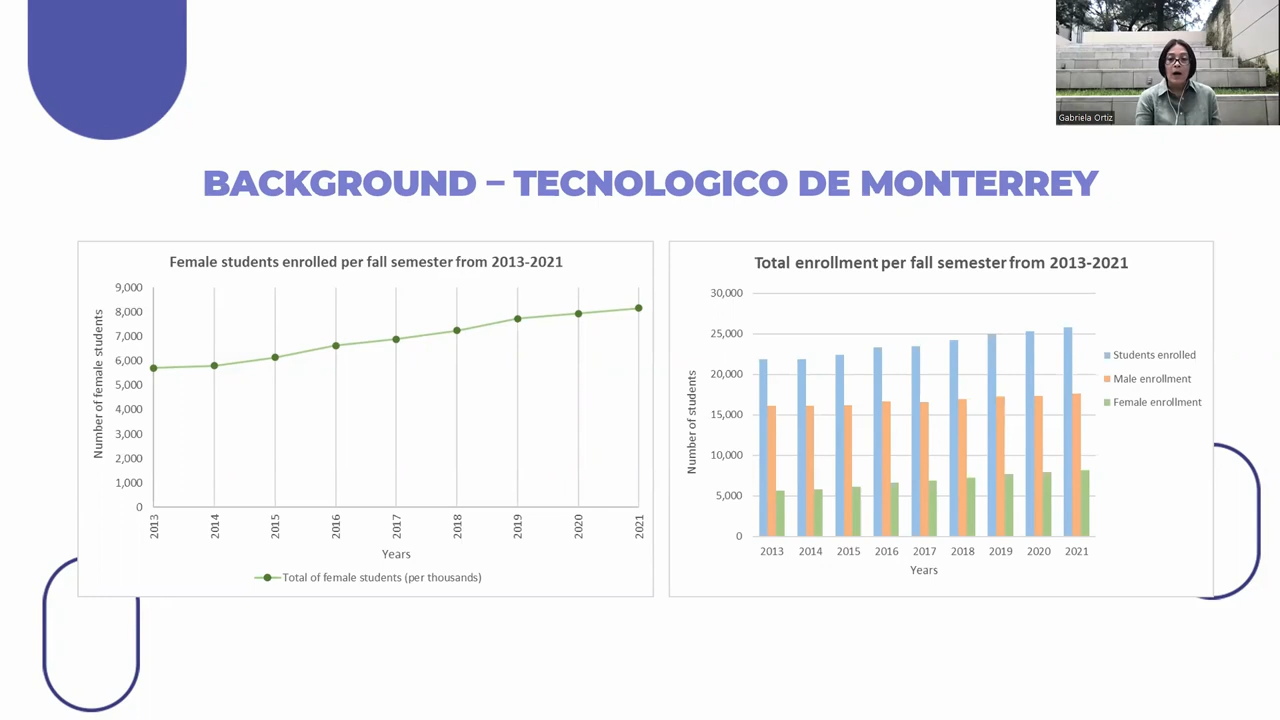 Gabriela Ortiz
BACKGROUND – TECNOLOGICO DE MONTERREY
Female students enrolled per fall semester from 2013-2021
9,000
8,000
7,000
6,000
5,000
4,000
3,000
2,000
1,000
0
Number of female students
2013 2014 2015 2016 2017 2018 2019 2020 2021
Years
Total of female students (per thousands)
Total enrollment per fall semester from 2013-2021
30,000
25,000
20,000
15,000
10,000
5,000
0
Number of students
2013 2014 2015 2016 2017 2018 2019 2020 2021
Years
Students enrolled
Male enrollment
Female enrollment